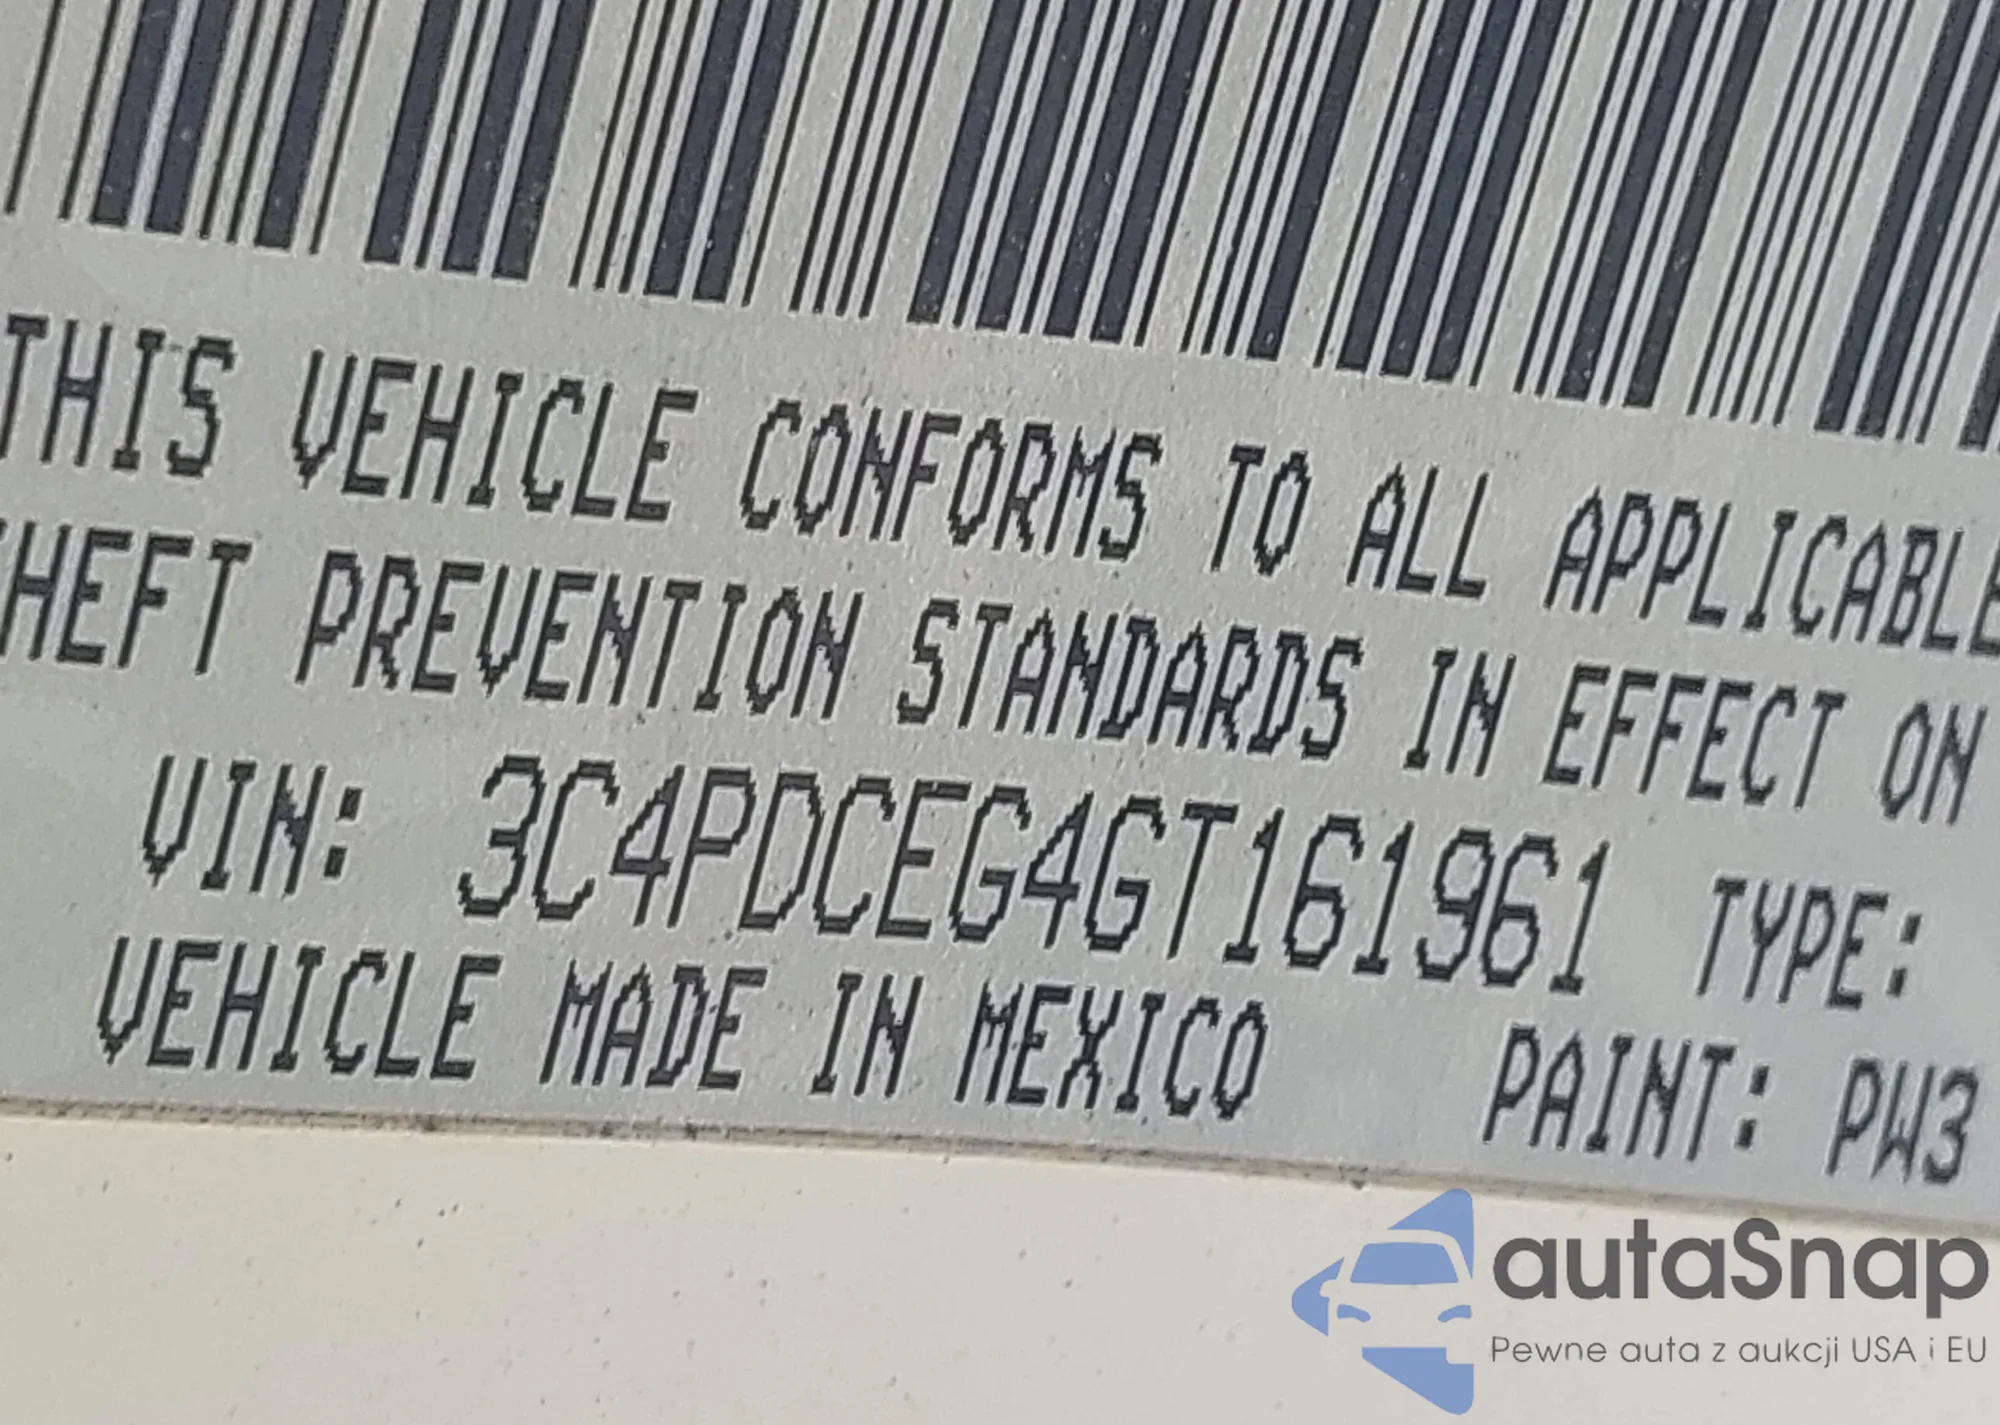 THIS VEHICLE CONFORMS TO ALL APPLICABLE
THEFT PREVENTION STANDARDS IN EFFECT ON
VIN: 3C4PDCEG4GT161961 TYPE:
VEHICLE MADE IN MEXICO PAINT: PW3
autaSnap
Pewne auta z aukcji USA i EU